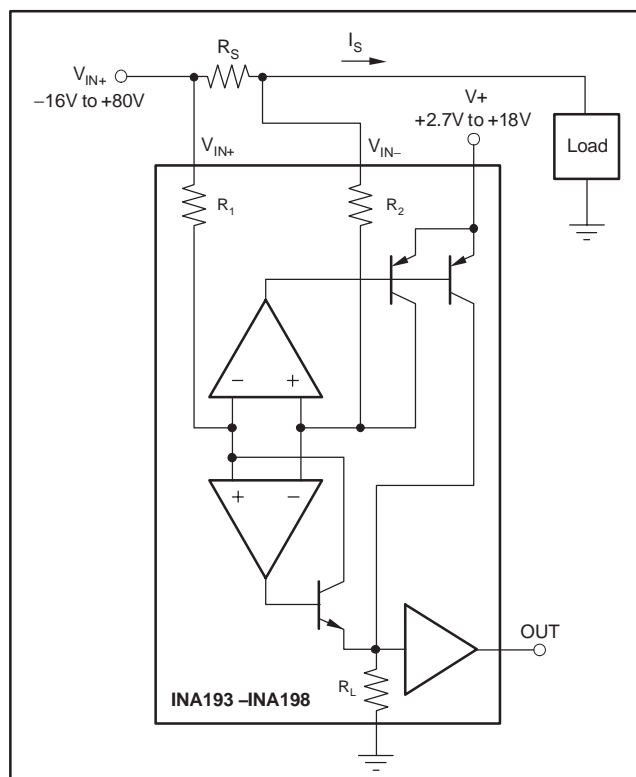 R_S
I_S
V_IN+
−16V to +80V
V+
+2.7V to +18V
Load
V_IN+
V_IN−
R_1
R_2
−
+
+
−
OUT
R_L
INA193 –INA198